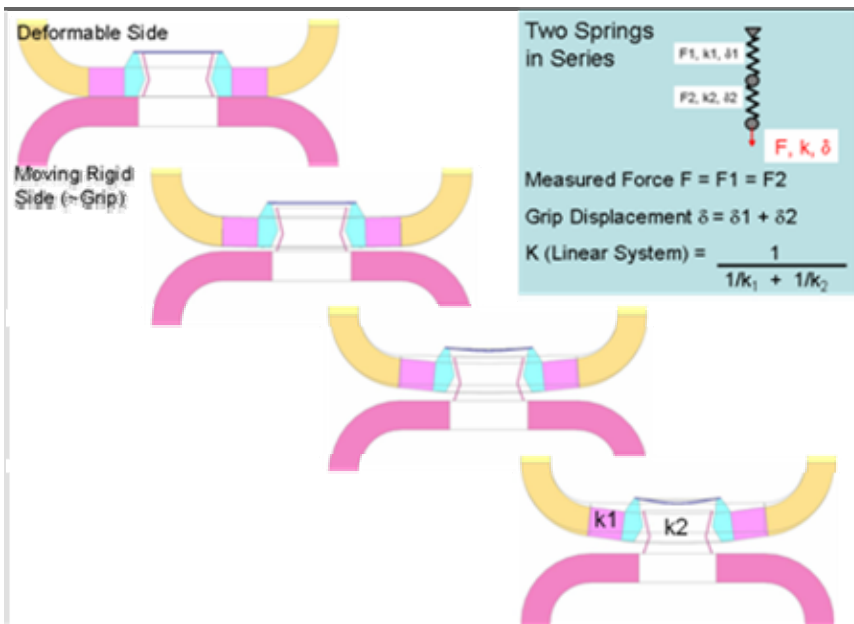 Deformable Side
Moving Rigid
Side (~Grip)
Two Springs
in Series
F1, k1, δ1
F2, k2, δ2
F, k, δ
Measured Force F = F1 = F2
Grip Displacement δ = δ1 + δ2
K (Linear System) = 1
1/k₁ + 1/k₂
k1
k2